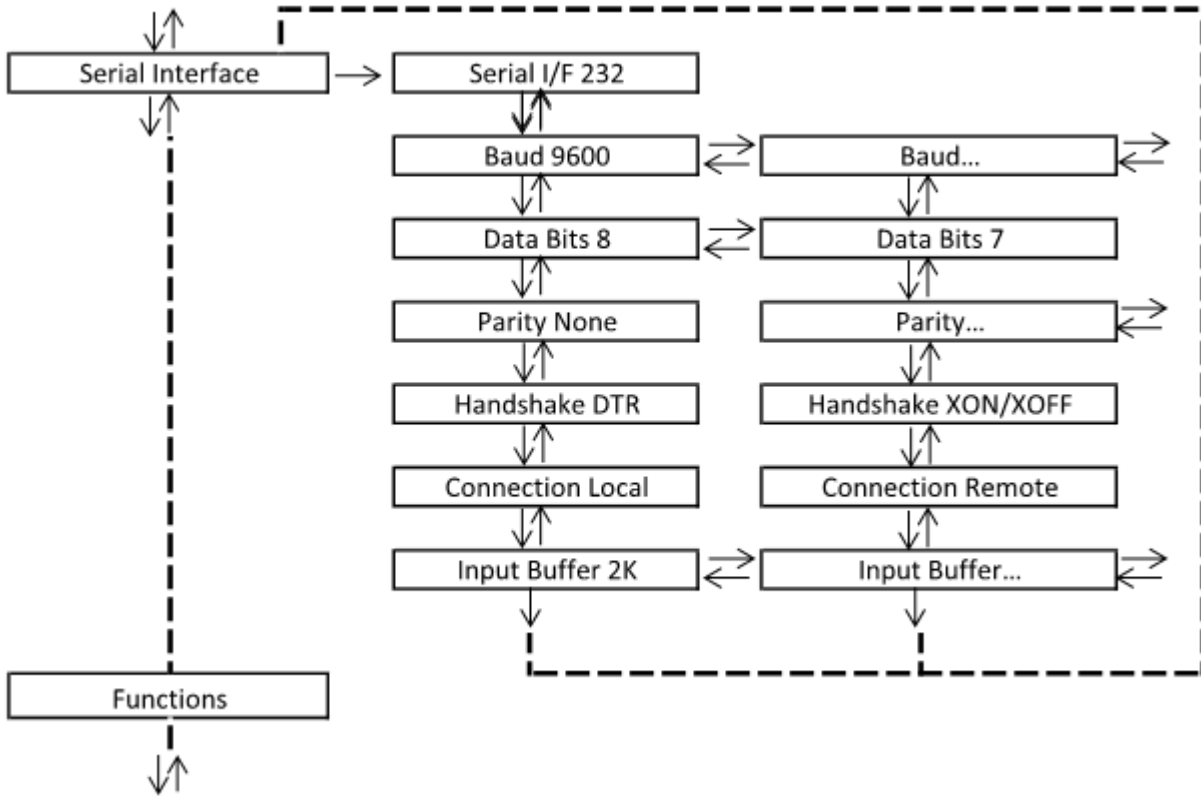 Serial Interface
Serial I/F 232
Baud 9600
Baud...
Data Bits 8
Data Bits 7
Parity None
Parity...
Handshake DTR
Handshake XON/XOFF
Connection Local
Connection Remote
Input Buffer 2K
Input Buffer...
Functions